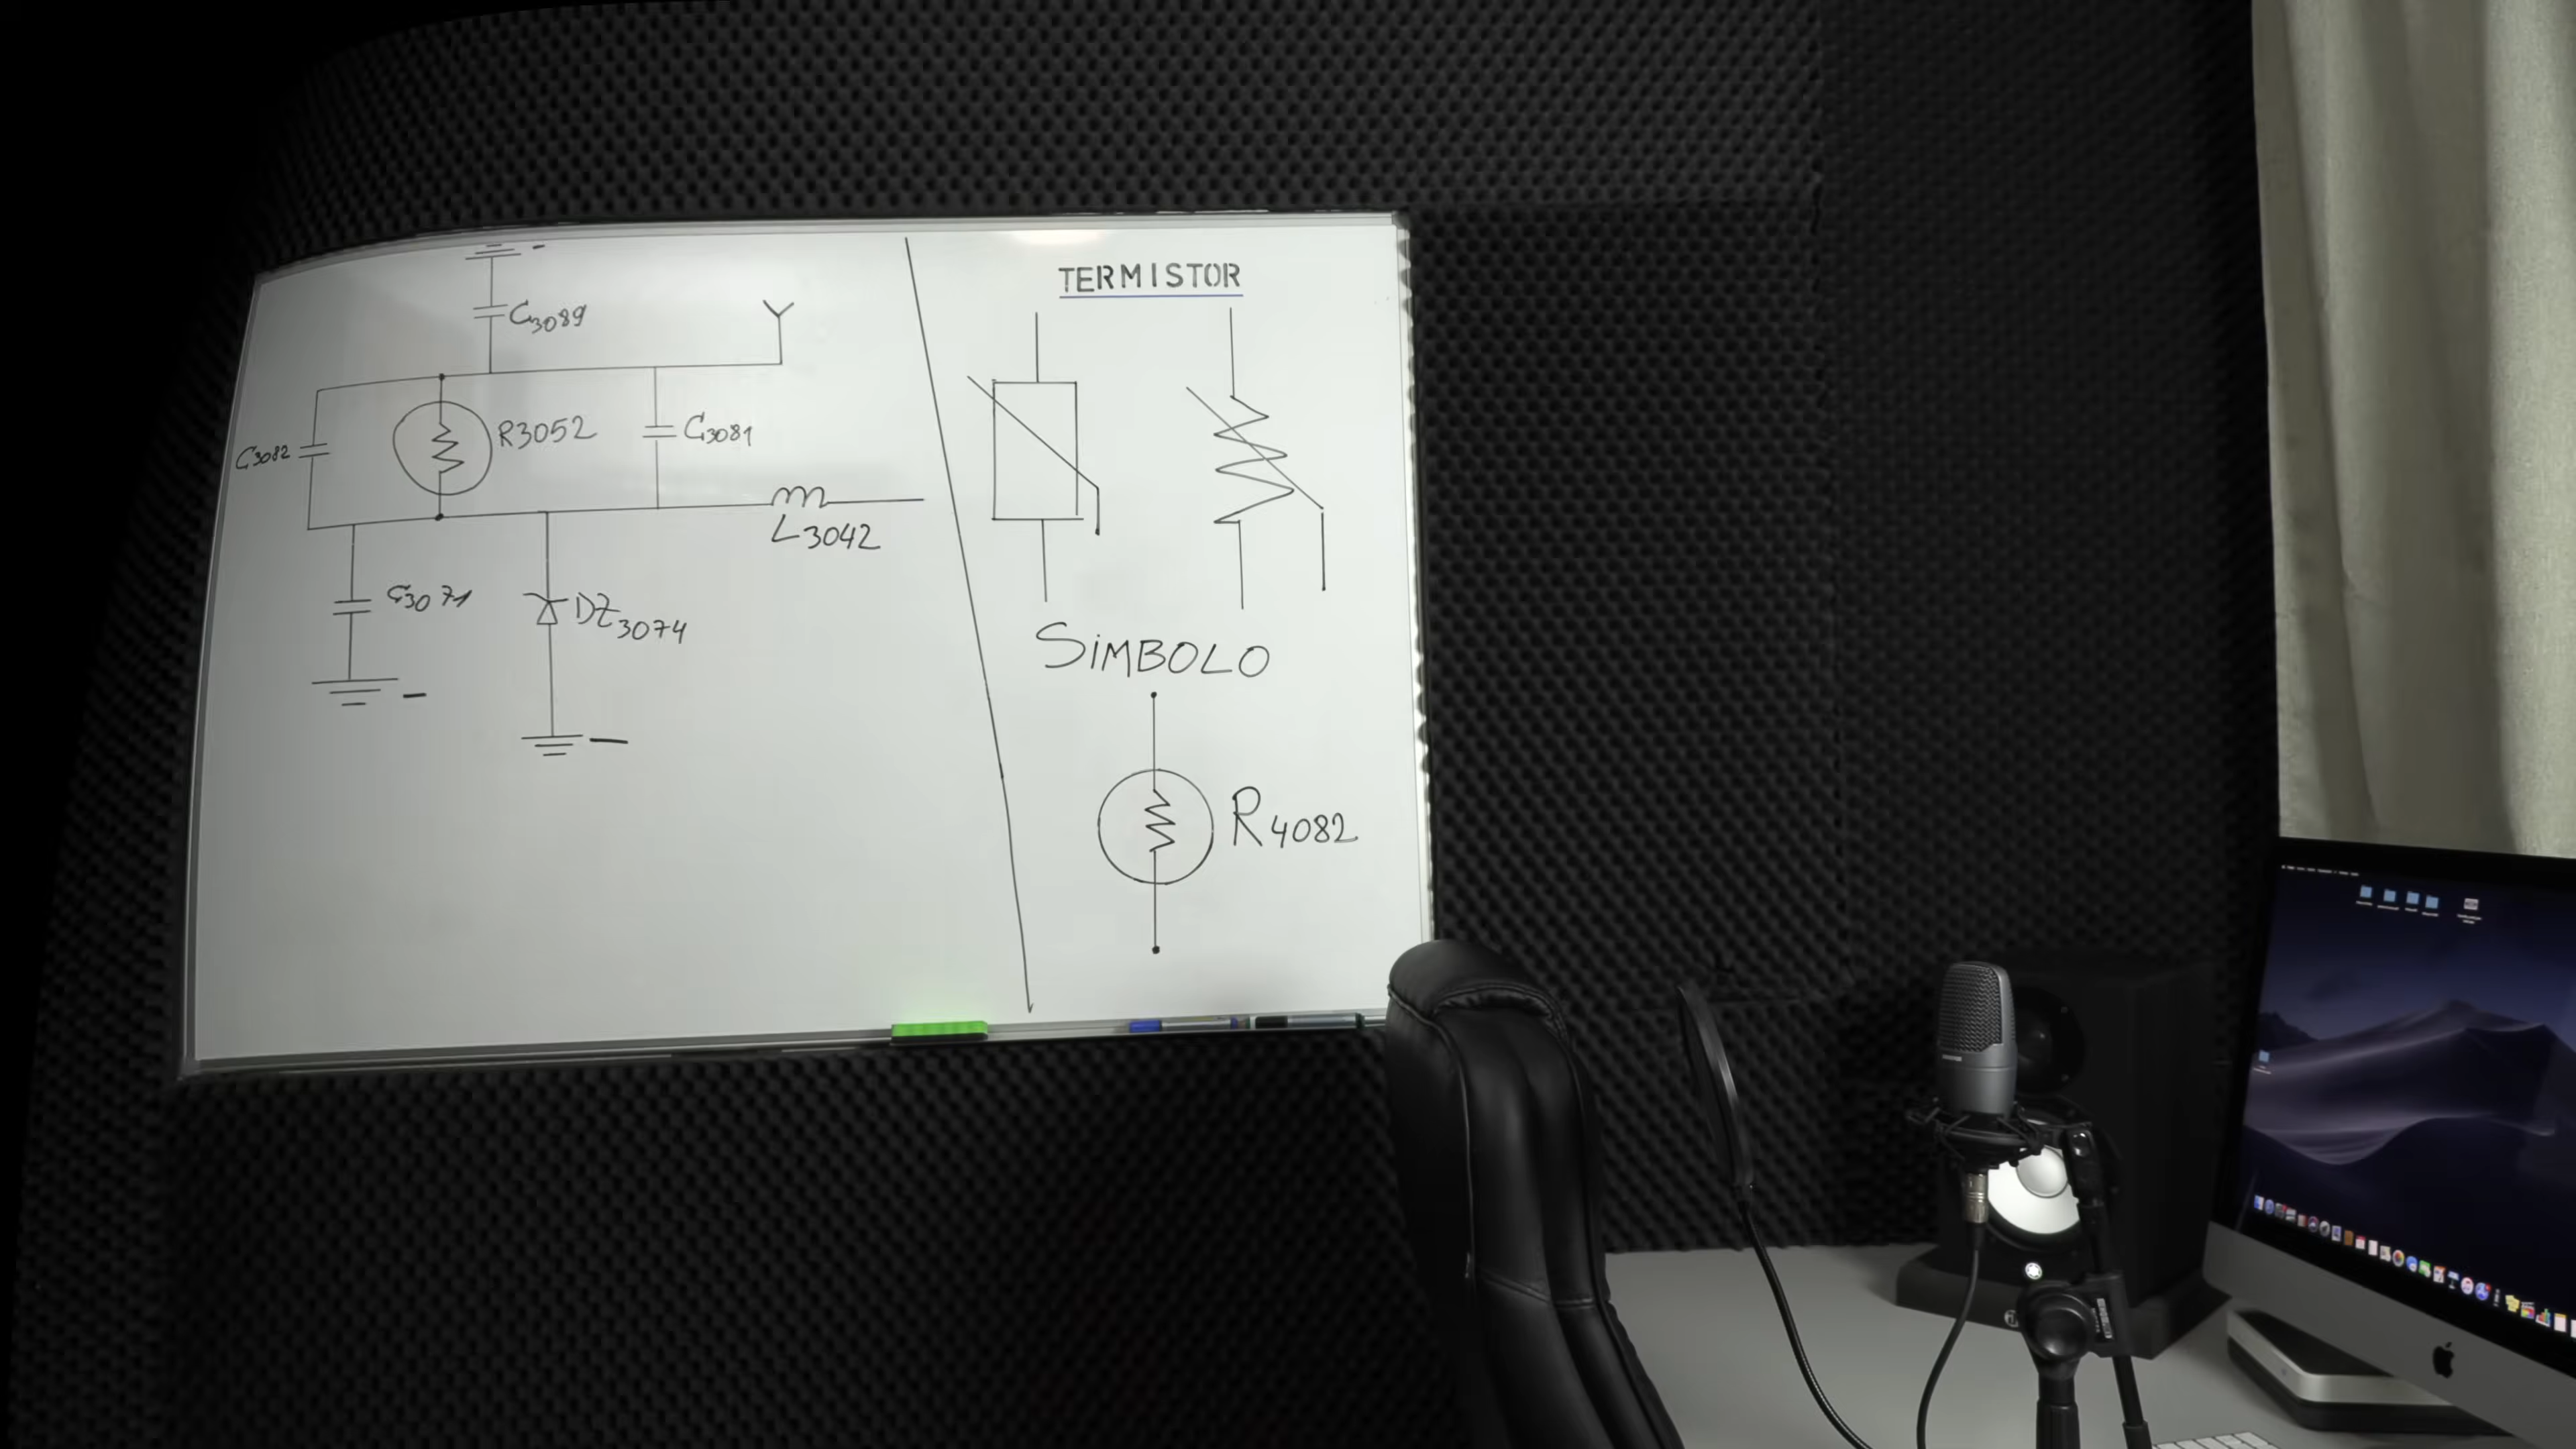 C3089
C3082
R3052
C3081
L3042
C3071
DZ3074
TERMISTOR
SiMBOLO
R4082